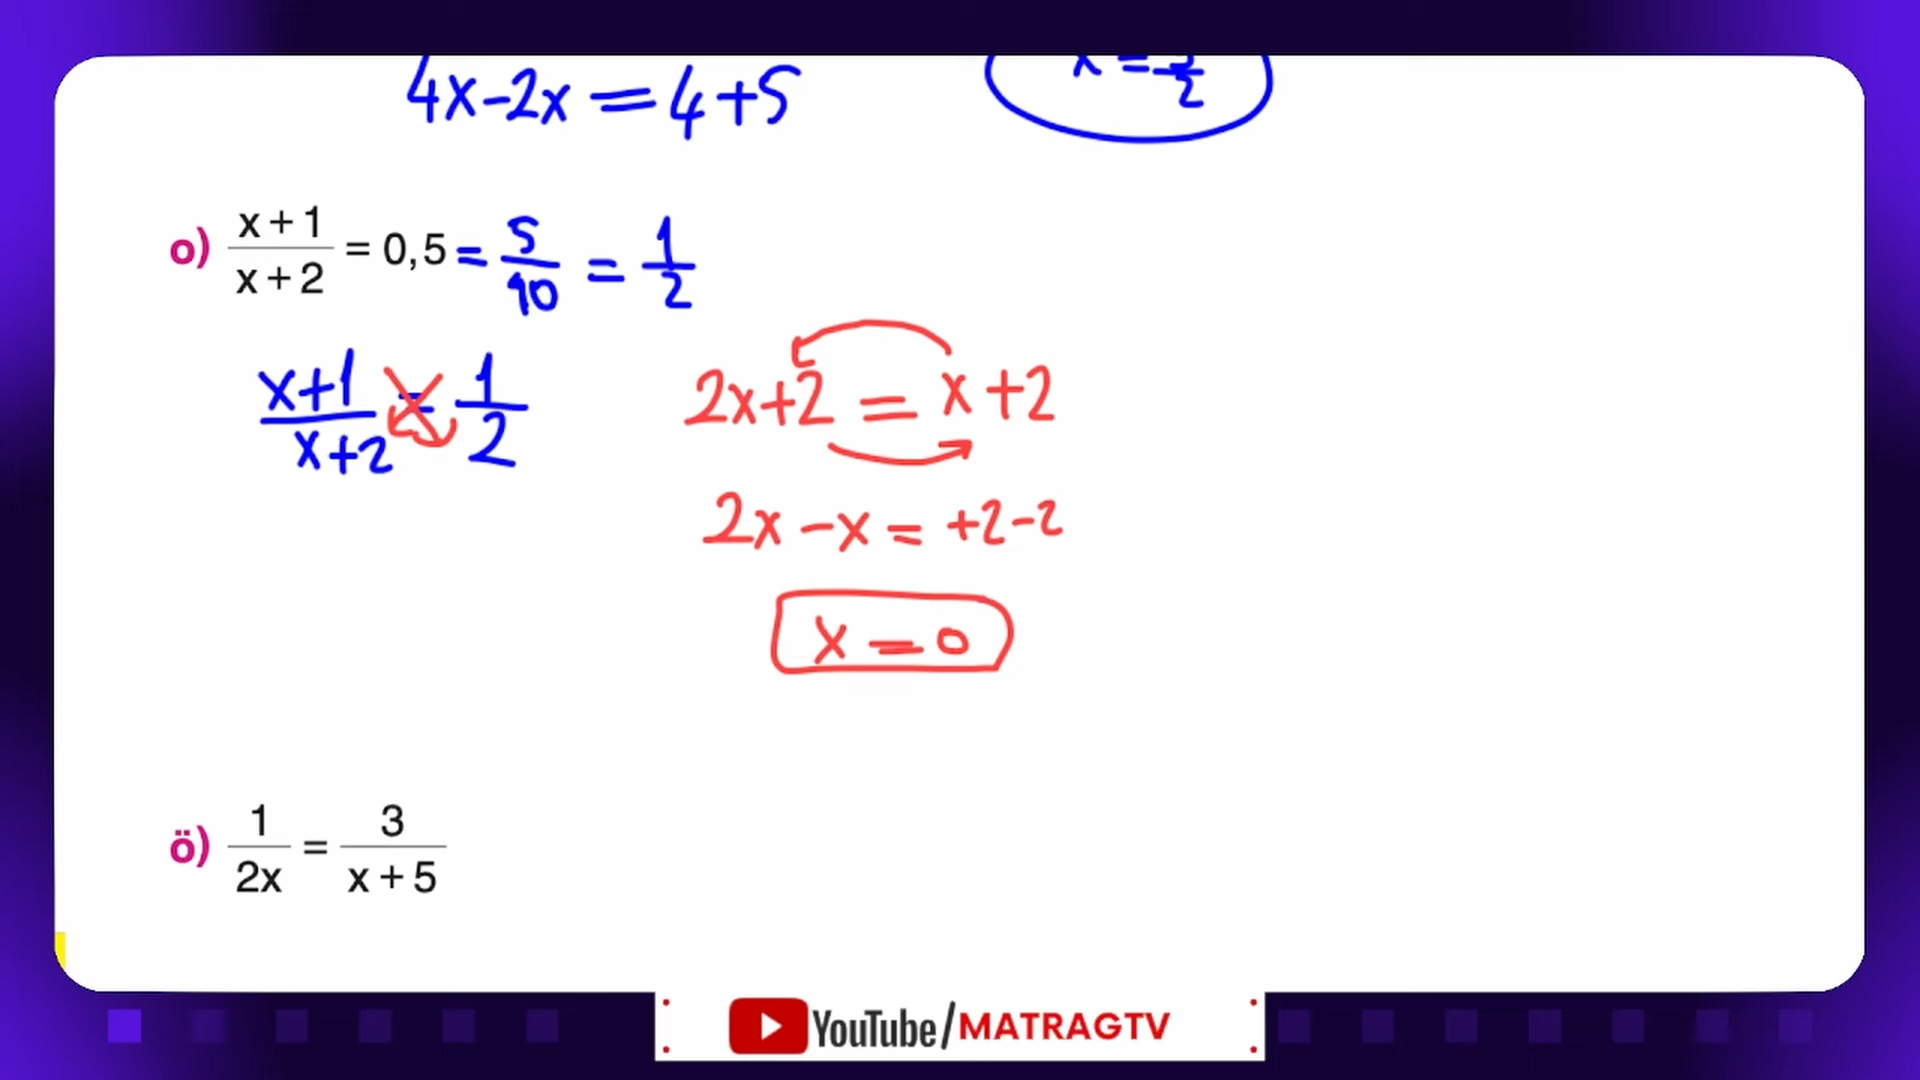 4x-2x = 4+5
x =
2
o) x + 1 / x + 2 = 0,5 = 5/10 = 1/2
x+1 / x+2 = 1/2
2x+2 = x+2
2x - x = +2-2
x = 0
ö) 1 / 2x = 3 / x + 5
YouTube/MATRAGTV